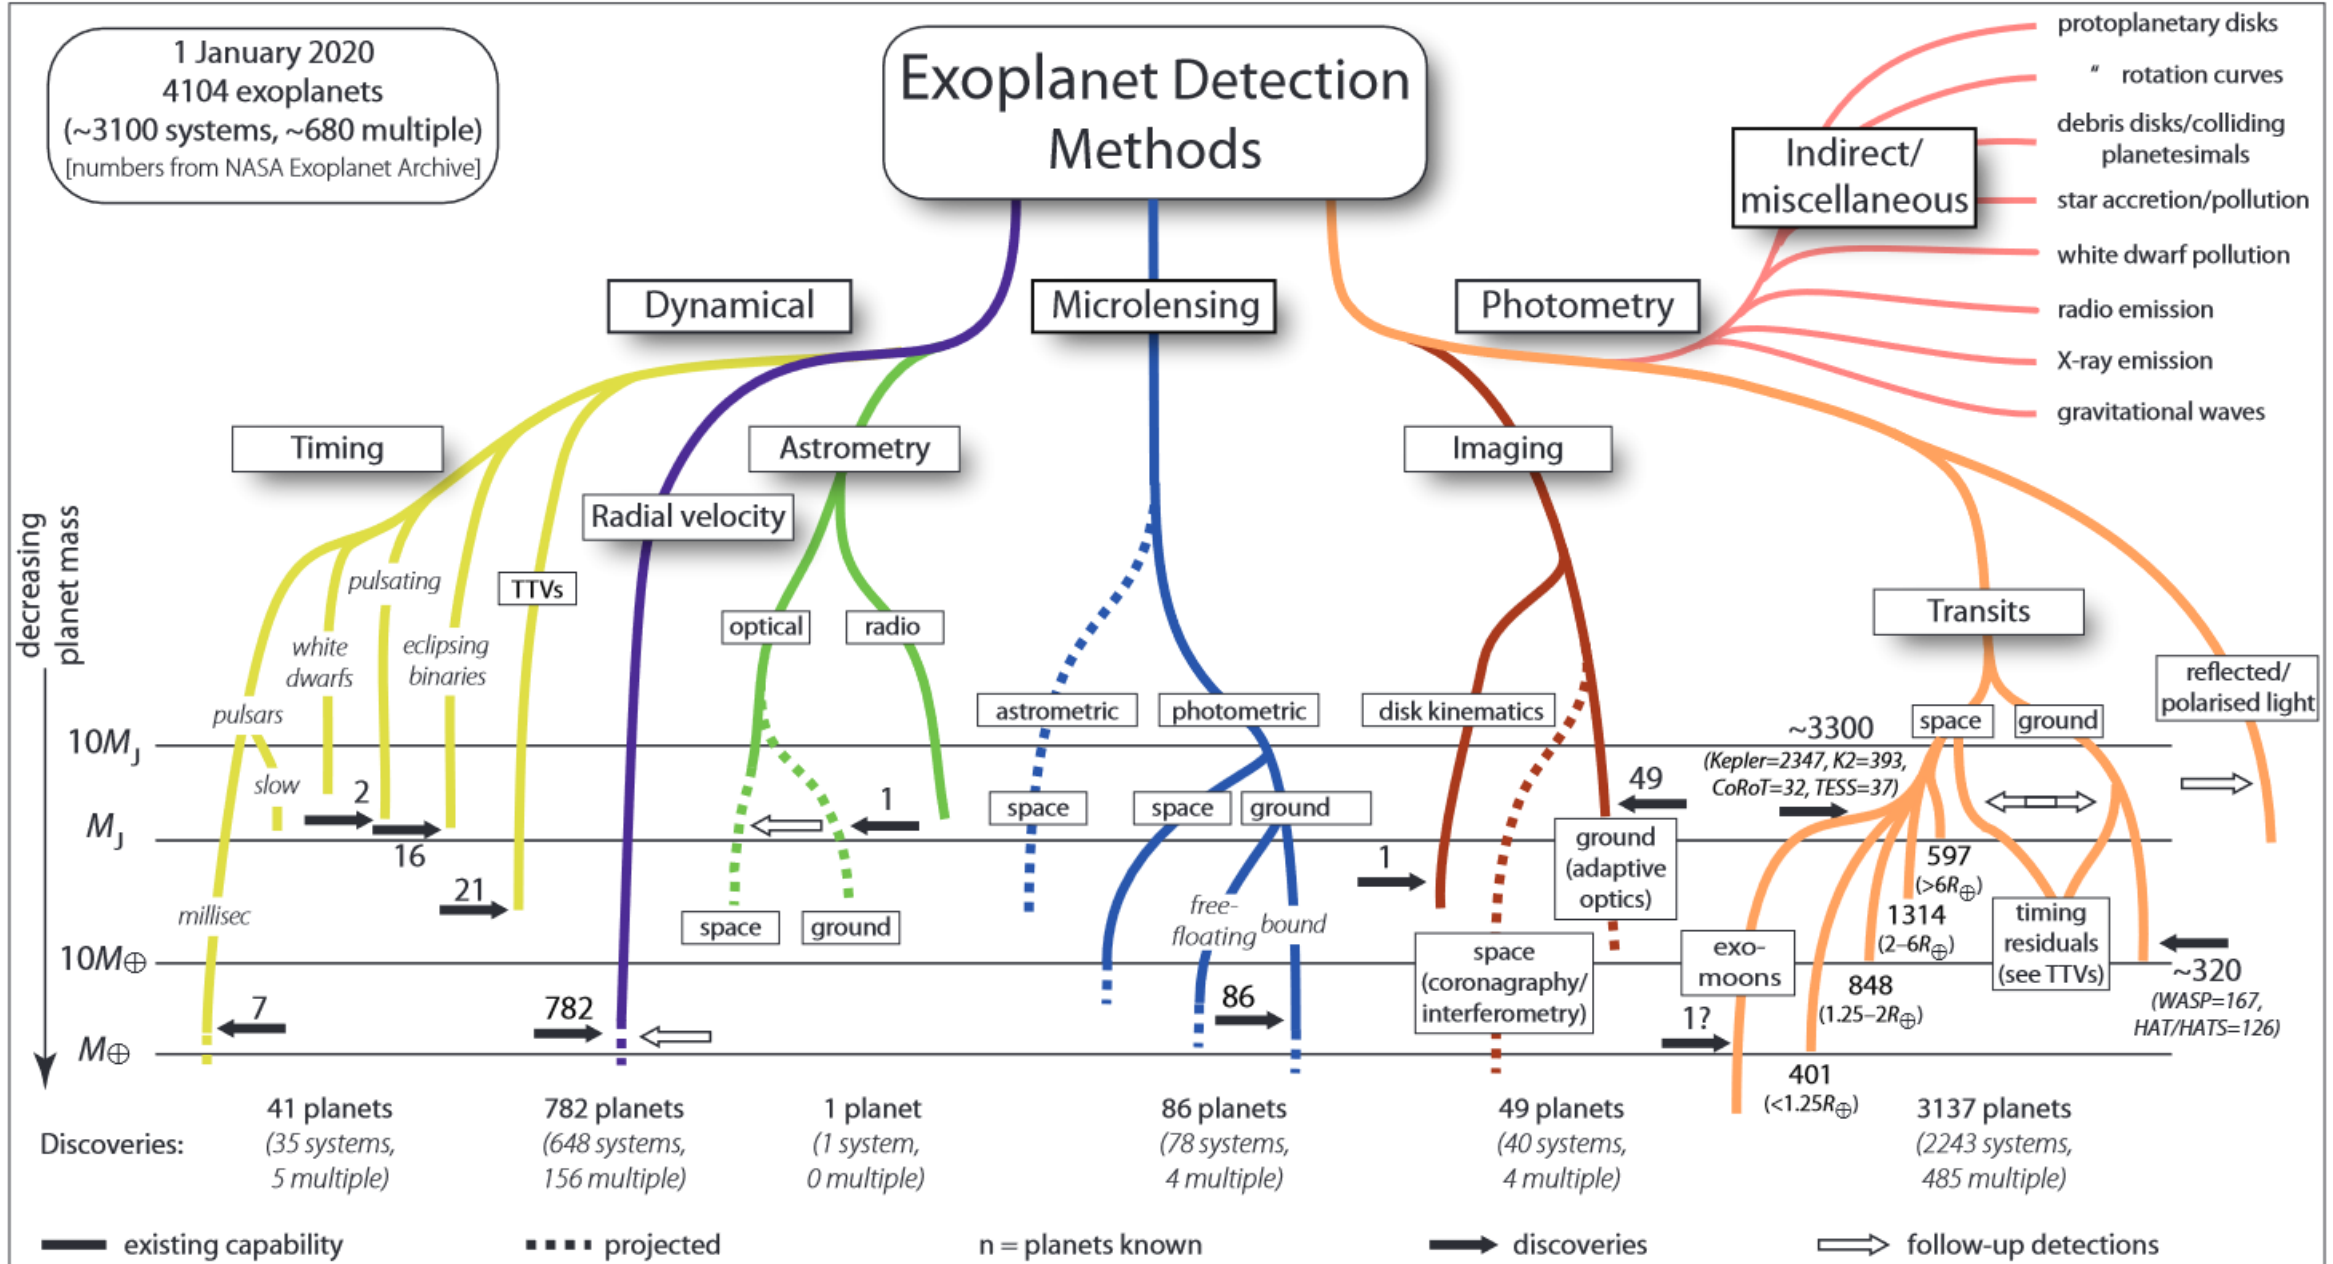 1 January 2020
4104 exoplanets
(~3100 systems, ~680 multiple)
[numbers from NASA Exoplanet Archive]
Exoplanet Detection
Methods
protoplanetary disks
“ rotation curves
debris disks/colliding
planetesimals
Indirect/
miscellaneous
star accretion/pollution
white dwarf pollution
radio emission
X-ray emission
gravitational waves
Dynamical
Microlensing
Photometry
Timing
Astrometry
Imaging
Radial velocity
decreasing
planet mass
pulsating
TTVs
white
dwarfs
eclipsing
binaries
optical
radio
Transits
pulsars
slow
millisec
astrometric
photometric
disk kinematics
space
ground
reflected/
polarised light
10MJ
MJ
10M⊕
M⊕
2
16
21
7
782
1
space
ground
space
space
ground
free-
floating
bound
86
1
49
ground
(adaptive
optics)
space
(coronagraphy/
interferometry)
~3300
(Kepler=2347, K2=393,
CoRoT=32, TESS=37)
597
(>6R⊕)
1314
(2–6R⊕)
848
(1.25–2R⊕)
401
(<1.25R⊕)
exo-
moons
1?
timing
residuals
(see TTVs)
~320
(WASP=167,
HAT/HATS=126)
Discoveries:
41 planets
(35 systems,
5 multiple)
782 planets
(648 systems,
156 multiple)
1 planet
(1 system,
0 multiple)
86 planets
(78 systems,
4 multiple)
49 planets
(40 systems,
4 multiple)
3137 planets
(2243 systems,
485 multiple)
existing capability
projected
n = planets known
discoveries
follow-up detections